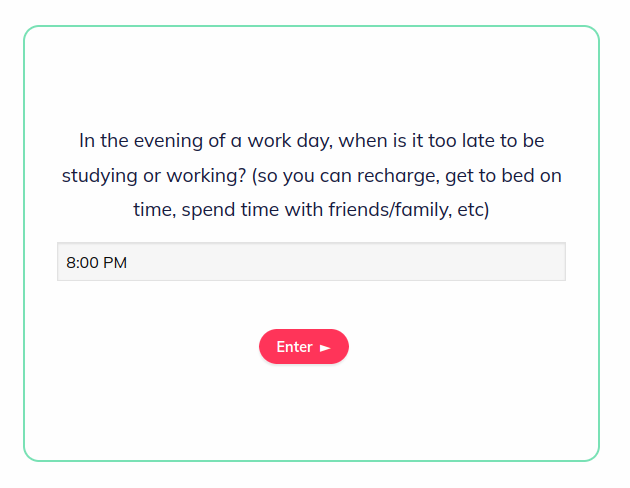 In the evening of a work day, when is it too late to be
studying or working? (so you can recharge, get to bed on
time, spend time with friends/family, etc)
8:00 PM
Enter ►